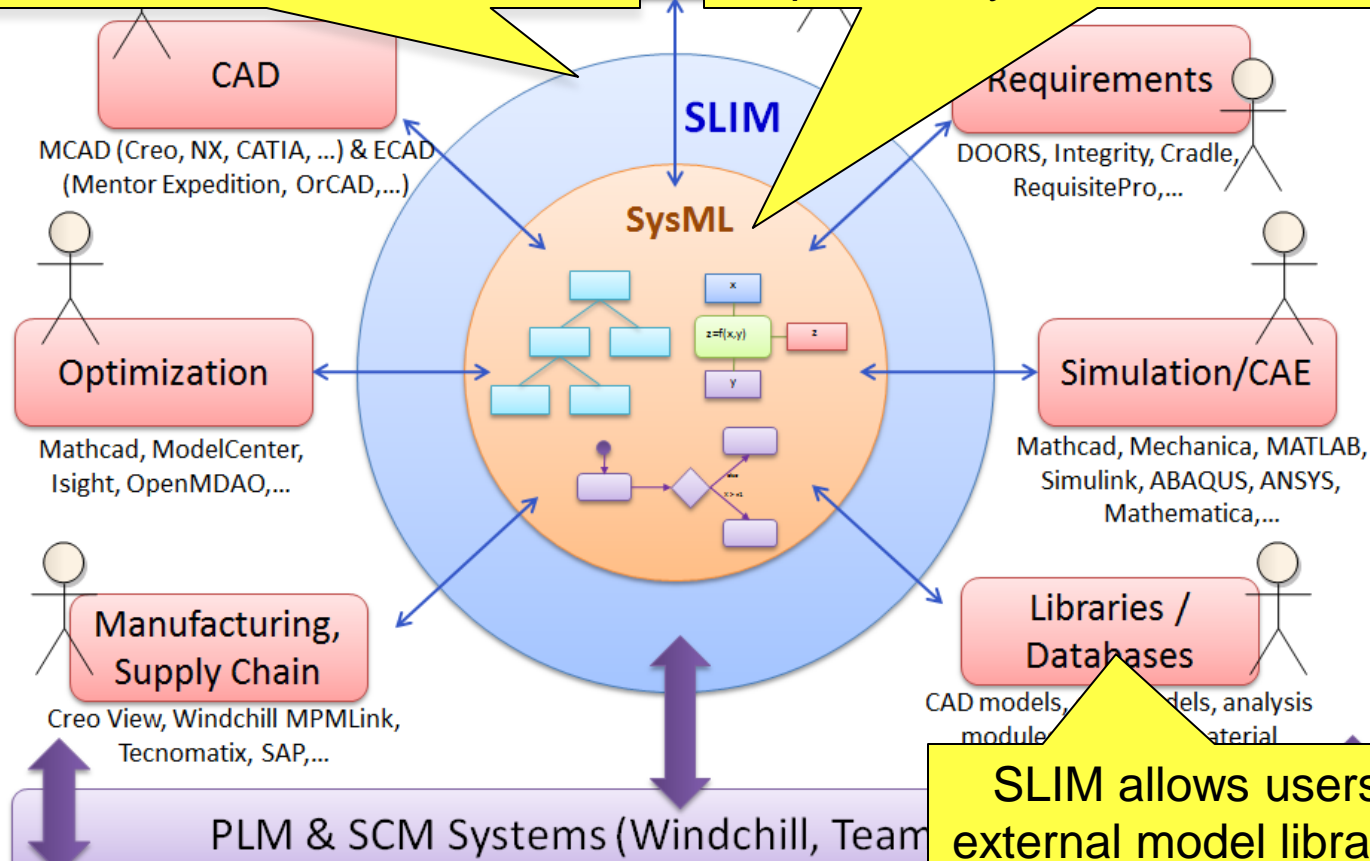 CAD
MCAD (Creo, NX, CATIA, ...) & ECAD
(Mentor Expedition, OrCAD,...)
SLIM
Requirements
DOORS, Integrity, Cradle,
RequisitePro,...
SysML
x
z=f(x,y)
z
y
Optimization
Mathcad, ModelCenter,
Isight, OpenMDAO,...
Simulation/CAE
Mathcad, Mechanica, MATLAB,
Simulink, ABAQUS, ANSYS,
Mathematica,...
Manufacturing,
Supply Chain
Creo View, Windchill MPMLink,
Tecnomatix, SAP,...
Libraries /
Databases
CAD models, analysis
PLM & SCM Systems (Windchill, Team
SLIM allows users
external model libra